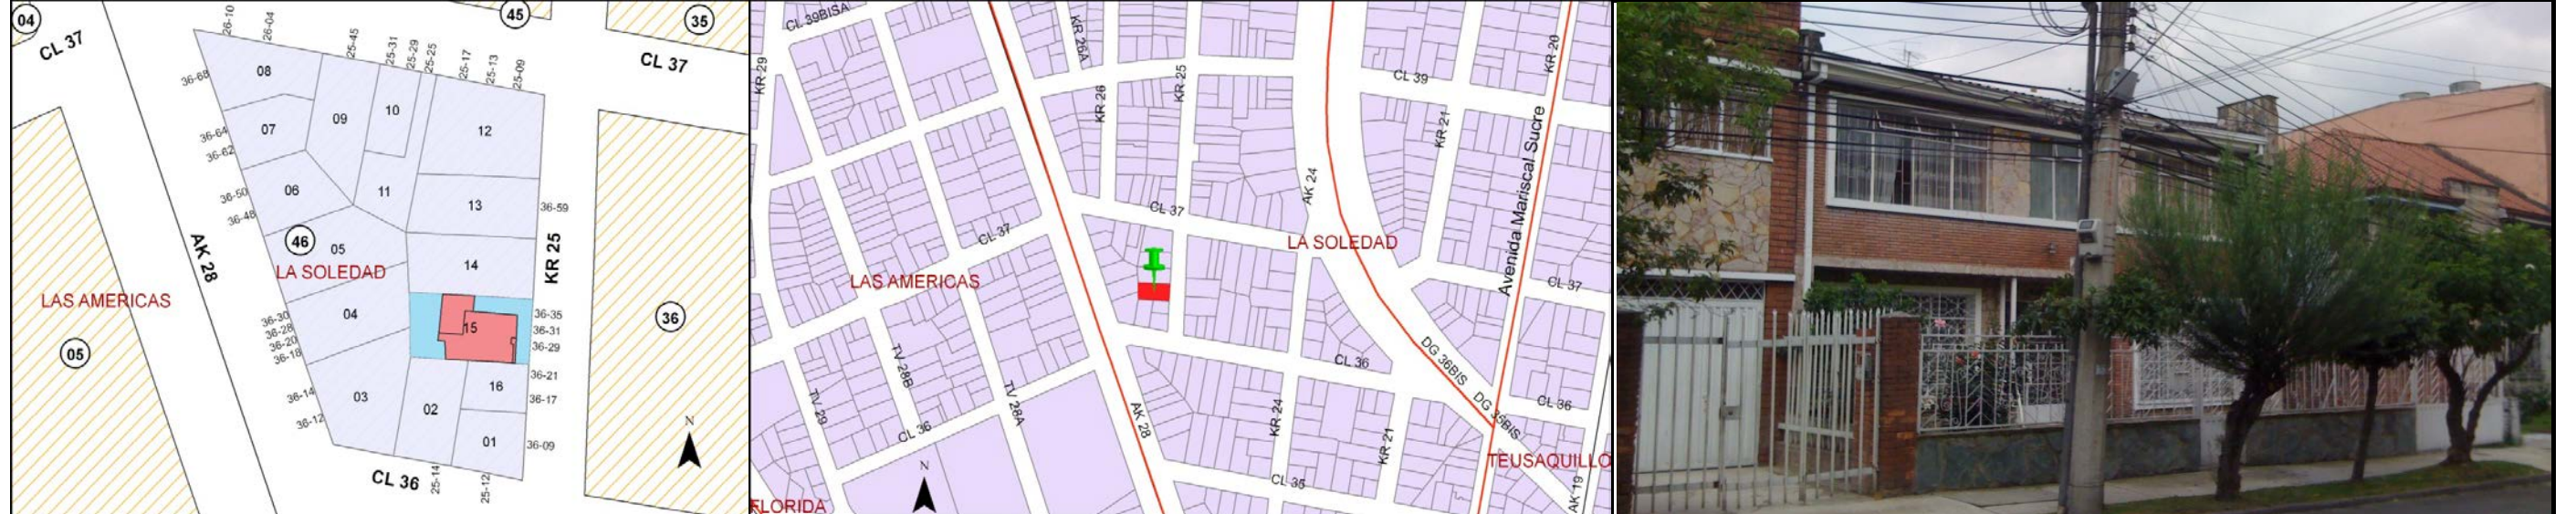 04
CL 37
26-10
26-04
45
35
CL 37
25-45
25-31
25-29
25-25
25-17
25-13
25-09
36-68
08
10
09
12
36-64
07
36-62
06
11
13
36-50
36-48
36-59
46
05
14
AK 28
KR 25
LA SOLEDAD
LAS AMERICAS
04
15
36-30
36-28
36-20
36-18
36-35
36-31
36-29
36
05
36-21
16
36-14
03
02
36-17
36-12
01
36-09
N
CL 36
25-14
25-12
CL 39BISA
KR 26A
KR 29
KR 20
KR 25
CL 39
KR 26
KR 21
Avenida Mariscal Sucre
AK 24
CL 37
CL 37
LA SOLEDAD
LAS AMERICAS
CL 37
TV 28B
CL 36
DG 36BIS
TV 29
TV 28A
AK 28
KR 24
DG 35BIS
CL 36
CL 36
KR 21
N
TEUSAQUILLO
CL 35
AK 19
FLORIDA